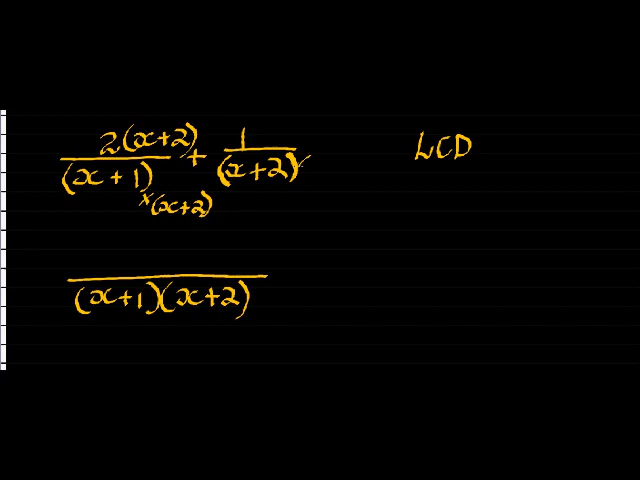 2(x+2) + 1 LCD
(x+1) (x+2)
×(x+2)
(x+1)(x+2)